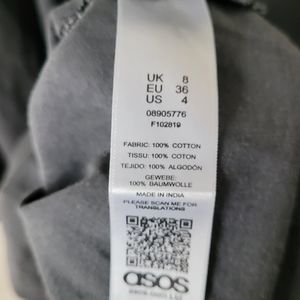 UK 8
EU 36
US 4
08905776
F102819
FABRIC: 100% COTTON
TISSU: 100% COTON
TEJIDO: 100% ALGODÓN
GEWEBE:
100% BAUMWOLLE
MADE IN INDIA
PLEASE SCAN ME FOR
TRANSLATIONS
asos